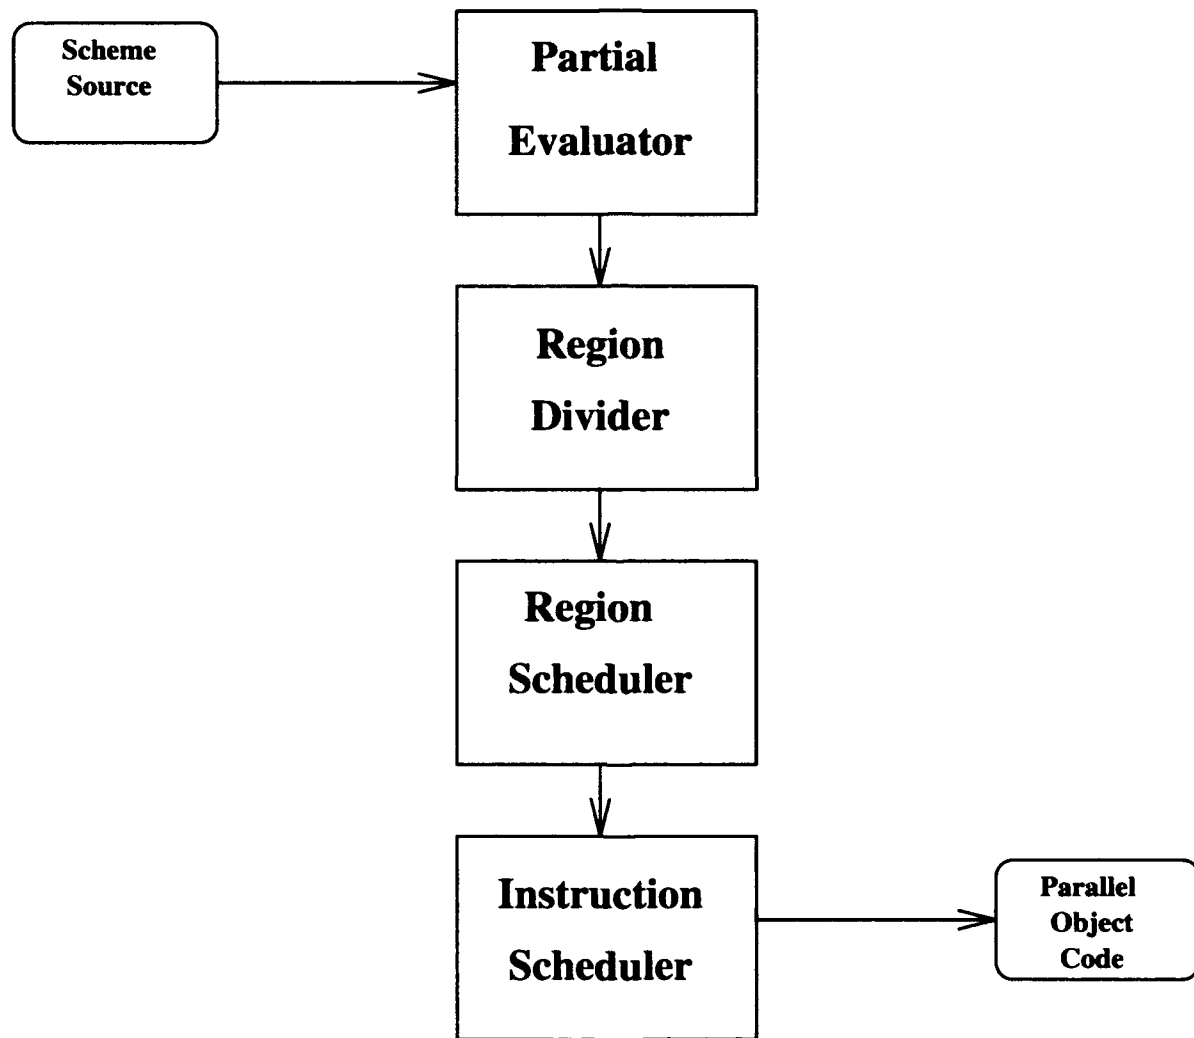 Scheme
Source
Partial
Evaluator
Region
Divider
Region
Scheduler
Instruction
Scheduler
Parallel
Object
Code